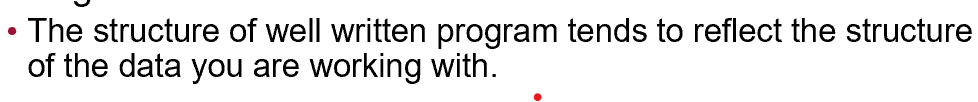 • The structure of well written program tends to reflect the structure
of the data you are working with.